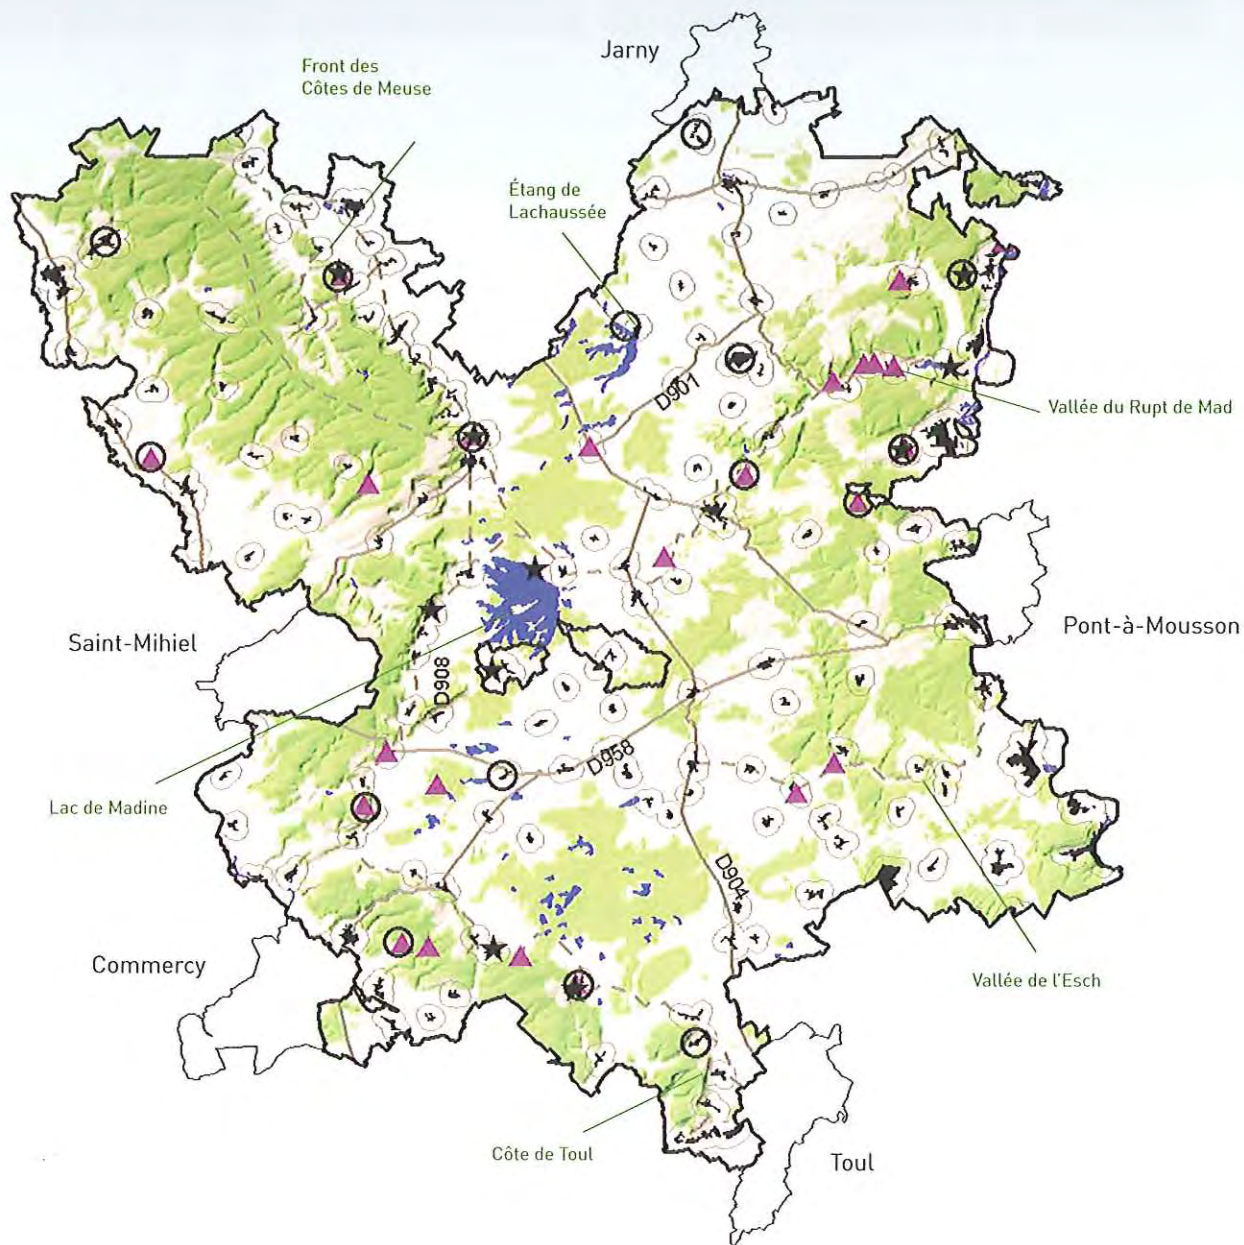 Jarny
Front des
Côtes de Meuse
Étang de
Lachaussée
D901
Vallée du Rupt de Mad
Saint-Mihiel
Pont-à-Mousson
D908
D958
Lac de Madine
D904
Commercy
Vallée de l'Esch
Côte de Toul
Toul